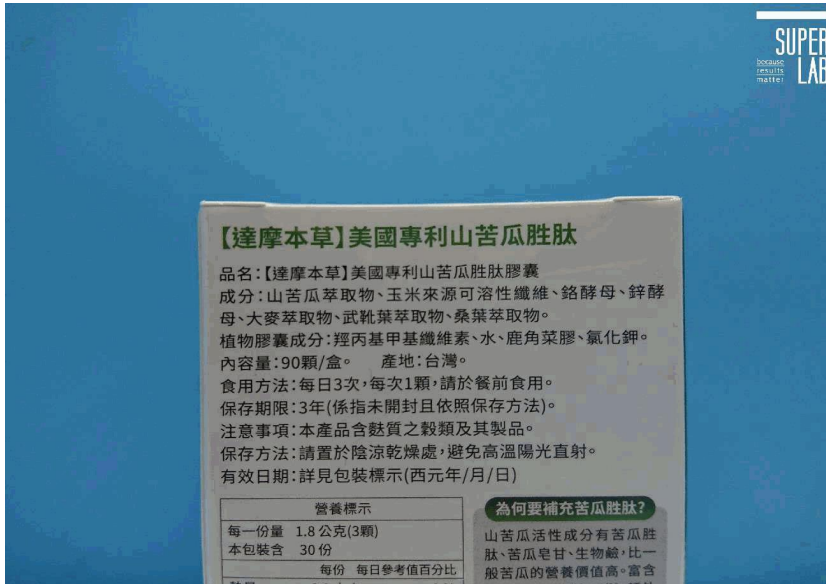 SUPER
LAB
because
results
matter
【達摩本草】美國專利山苦瓜胜肽
品名:【達摩本草】美國專利山苦瓜胜肽膠囊
成分:山苦瓜萃取物、玉米來源可溶性纖維、鉻酵母、鋅酵
母、大麥萃取物、武靴葉萃取物、桑葉萃取物。
植物膠囊成分:羥丙基甲基纖維素、水、鹿角菜膠、氯化鉀。
內容量:90顆/盒。 產地:台灣。
食用方法:每日3次,每次1顆,請於餐前食用。
保存期限:3年(係指未開封且依照保存方法)。
注意事項:本產品含麩質之穀類及其製品。
保存方法:請置於陰涼乾燥處,避免高溫陽光直射。
有效日期:詳見包裝標示(西元年/月/日)
營養標示
每一份量 1.8公克(3顆)
本包裝含 30份
每份 每日參考值百分比
為何要補充苦瓜胜肽?
山苦瓜活性成分有苦瓜胜
肽、苦瓜皂甘、生物鹼,比一
般苦瓜的營養價值高。富含